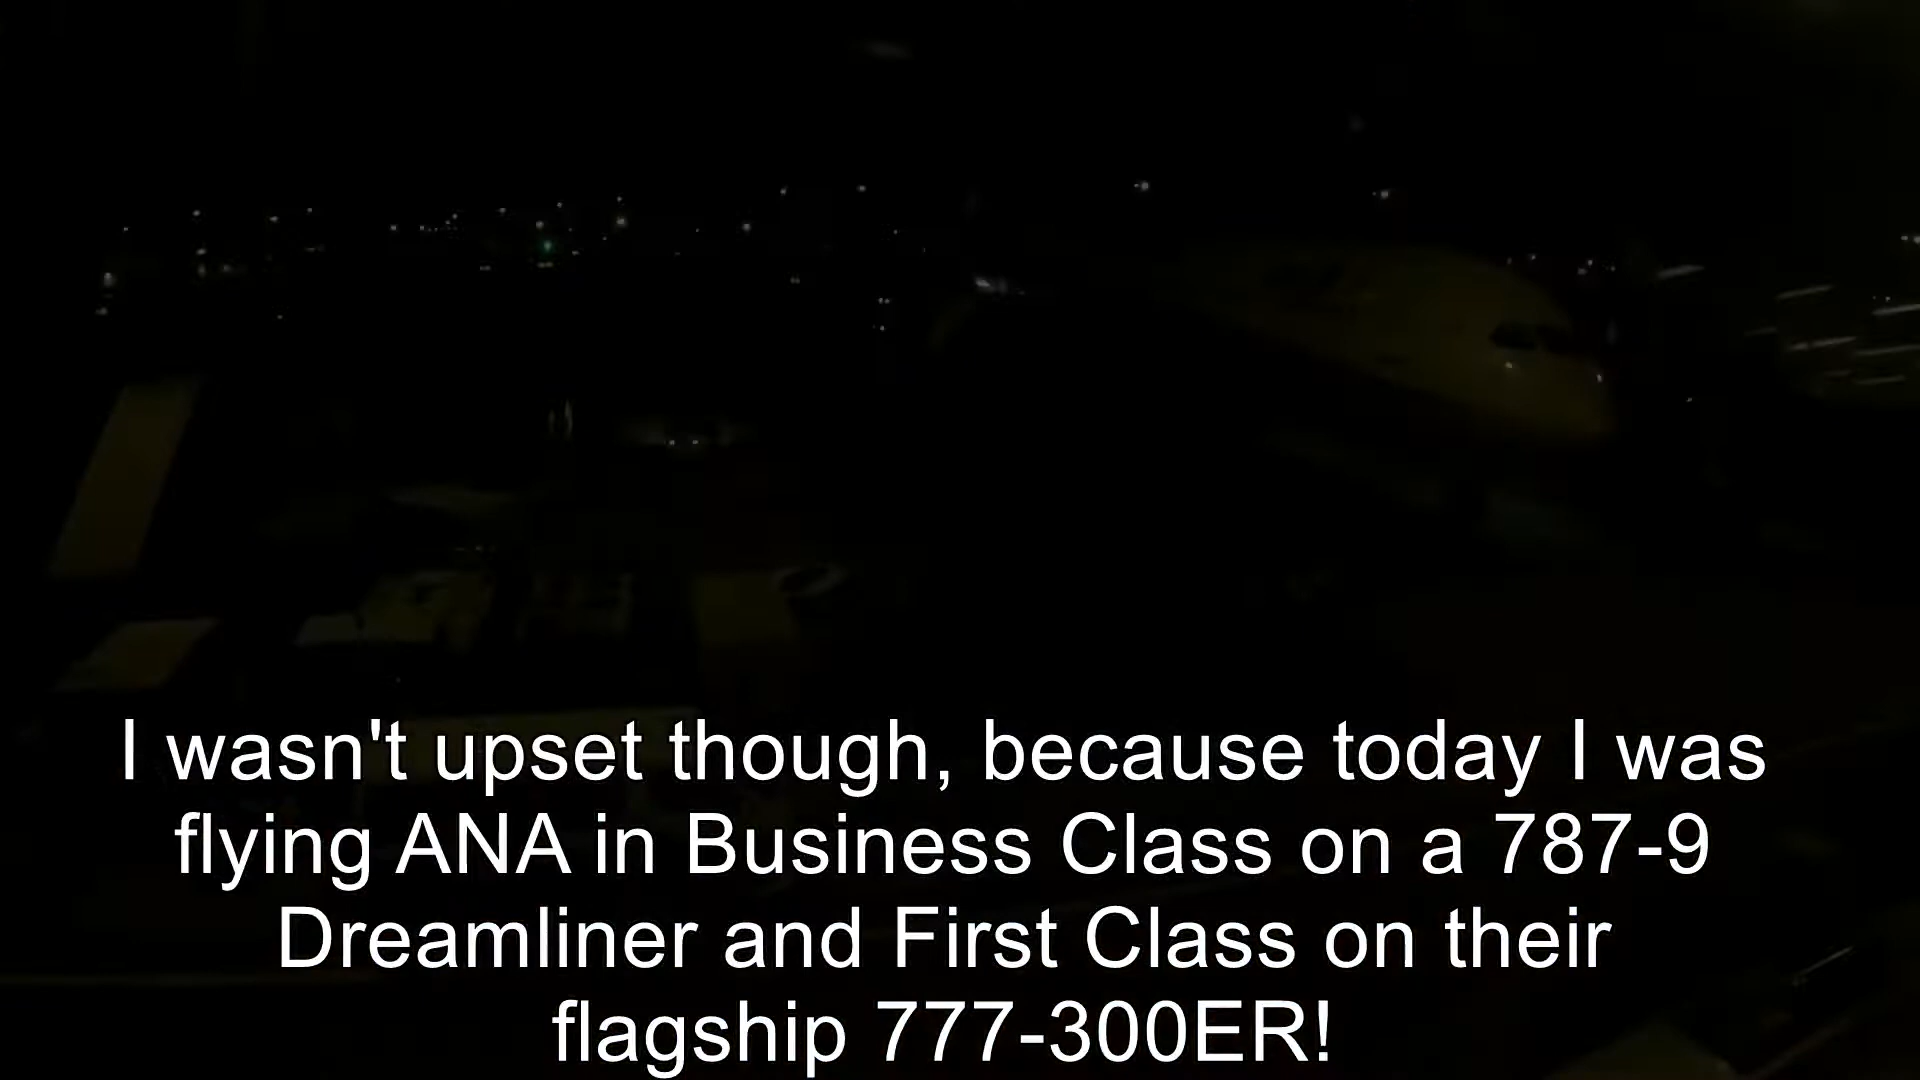 I wasn't upset though, because today I was
flying ANA in Business Class on a 787-9
Dreamliner and First Class on their
flagship 777-300ER!